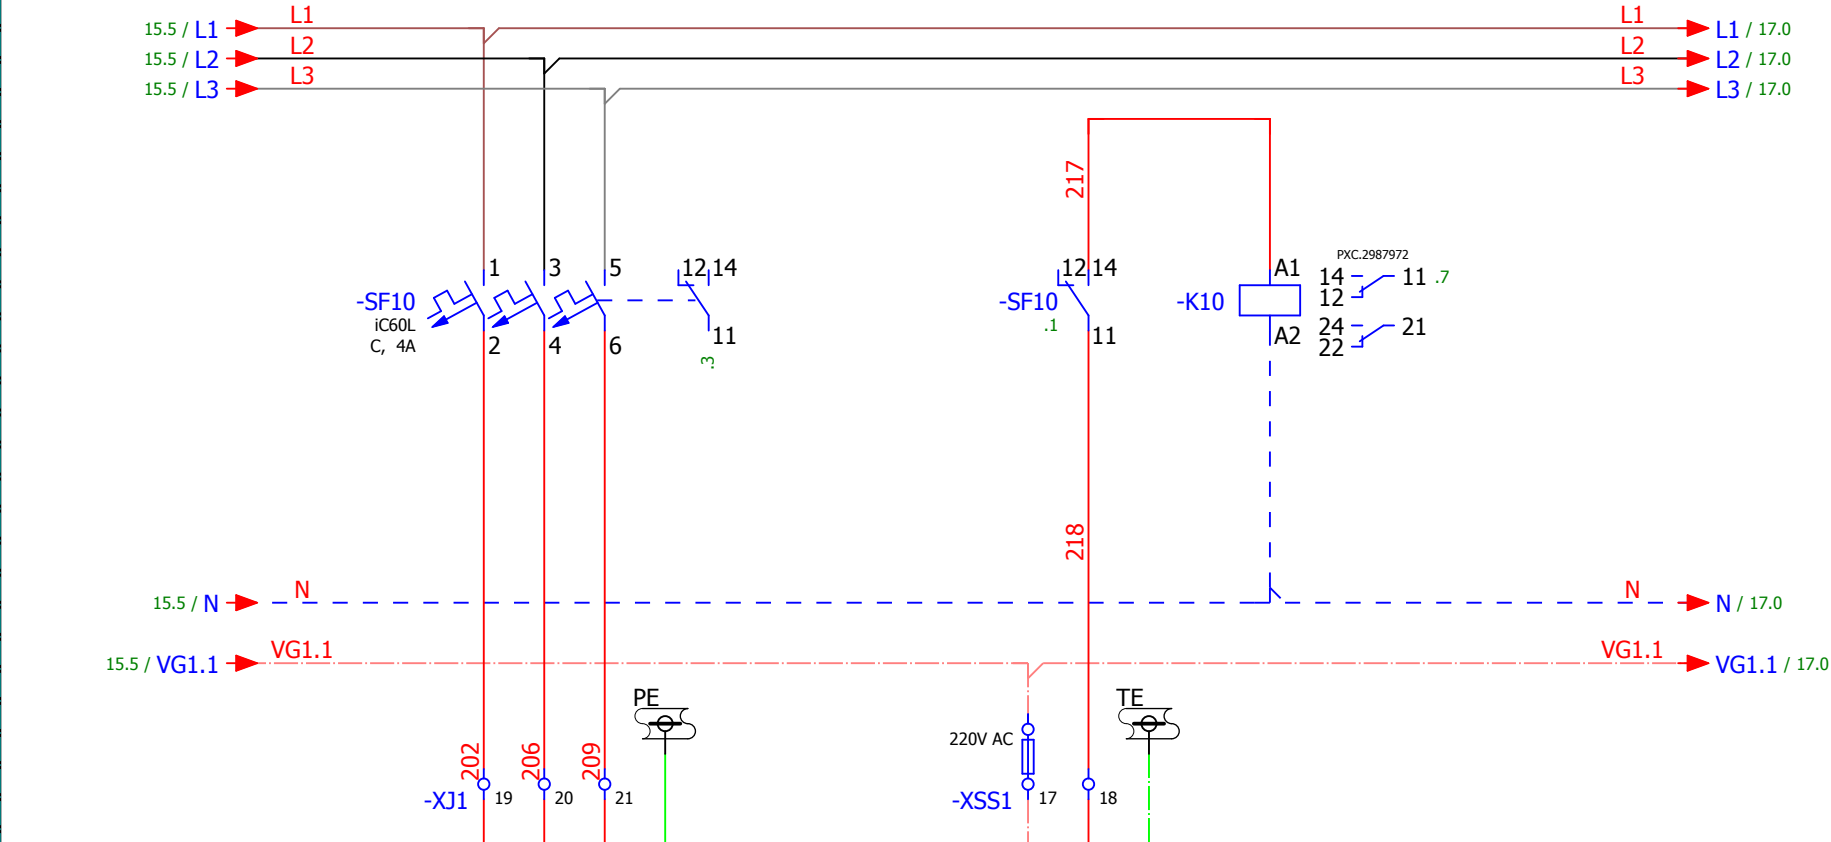 L1 L1
15.5 / L1 L1 / 17.0
L2 L2
15.5 / L2 L2 / 17.0
L3 L3
15.5 / L3 L3 / 17.0
217
PXC.2987972
1 3 5 12 14 12 14 A1
14 11 .7
12
-SF10 -SF10 -K10
iC60L
C, 4A
.1
24 21
22
2 4 6 11 11 A2
.3
218
N N
15.5 / N N / 17.0
VG1.1 VG1.1
15.5 / VG1.1 VG1.1 / 17.0
PE TE
220V AC
202 206 209
-XJ1 19 20 21 -XSS1 17 18